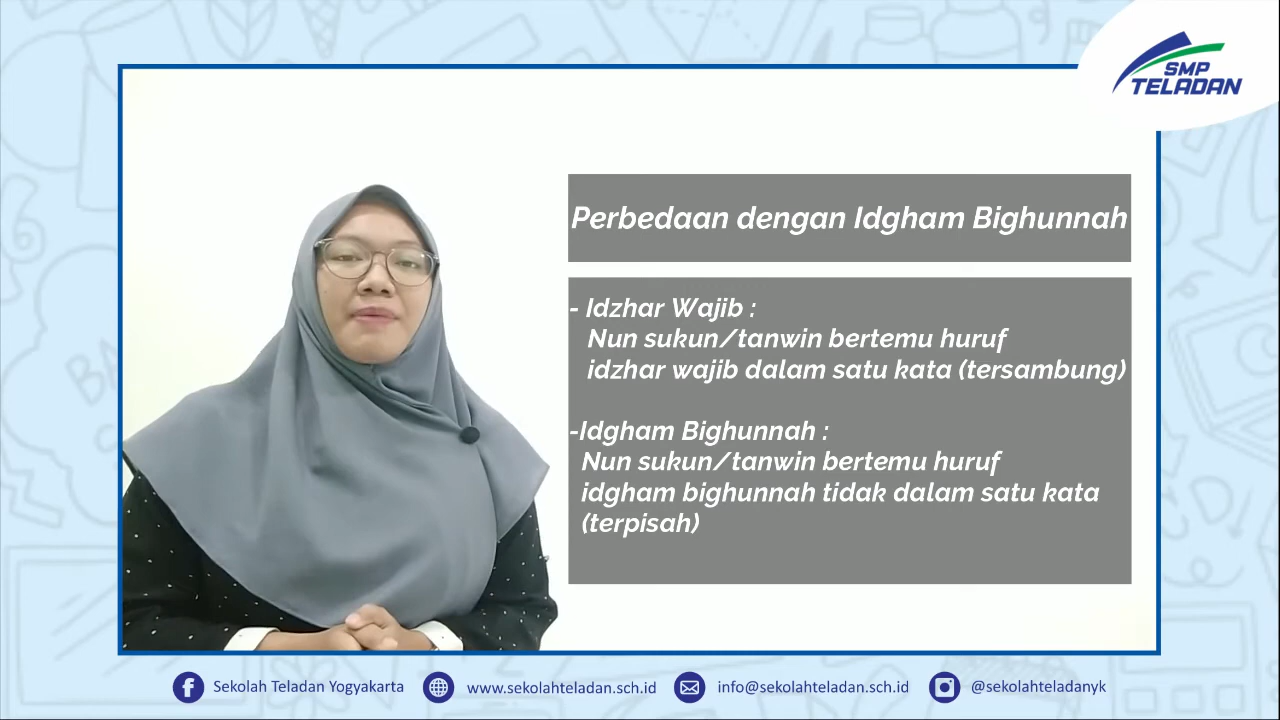 SMP
TELADAN
Perbedaan dengan Idgham Bighunnah
- Idzhar Wajib :
Nun sukun/tanwin bertemu huruf
idzhar wajib dalam satu kata (tersambung)
-Idgham Bighunnah :
Nun sukun/tanwin bertemu huruf
idgham bighunnah tidak dalam satu kata
(terpisah)
Sekolah Teladan Yogyakarta
www.sekolahteladan.sch.id
info@sekolahteladan.sch.id
@sekolahteladanyk